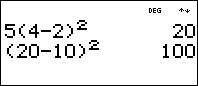 DEG ↑↓
5(4-2)² 20
(20-10)² 100